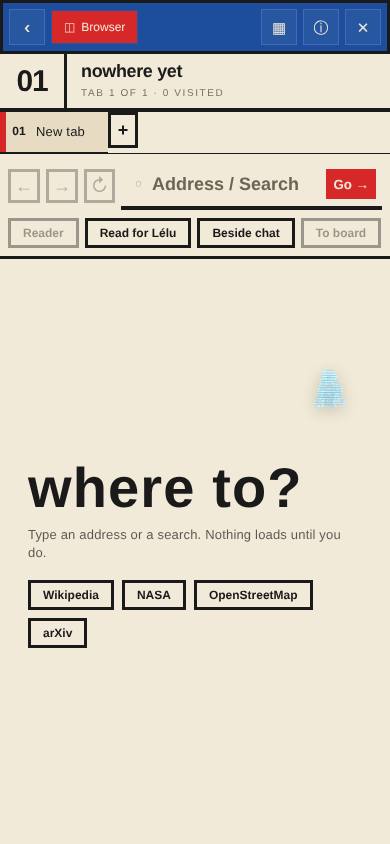 Browser
01
nowhere yet
TAB 1 OF 1 · 0 VISITED
01 New tab +
Address / Search
Go →
Reader Read for Lélu Beside chat To board
where to?
Type an address or a search. Nothing loads until you
do.
Wikipedia NASA OpenStreetMap
arXiv